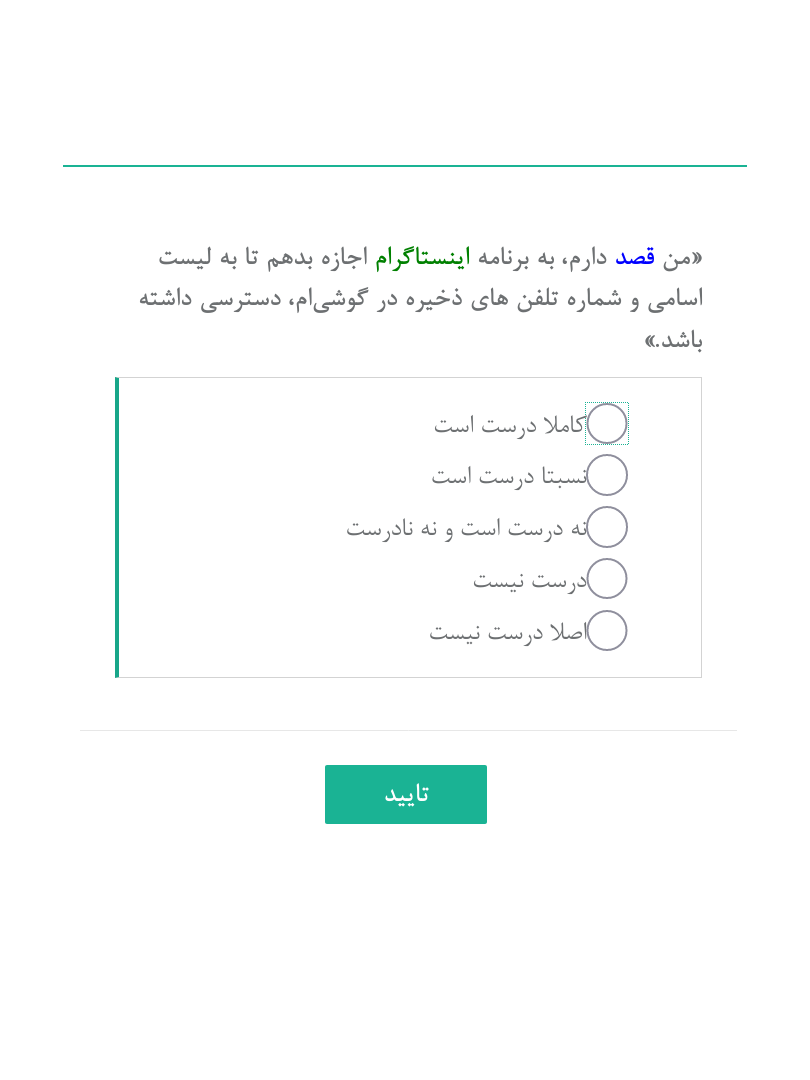 «من قصد دارم، به برنامه اینستاگرام اجازه بدهم تا به لیست
اسامی و شماره تلفن های ذخیره در گوشی‌ام، دسترسی داشته
باشد.»
کاملا درست است
نسبتا درست است
نه درست است و نه نادرست
درست نیست
اصلا درست نیست
تایید